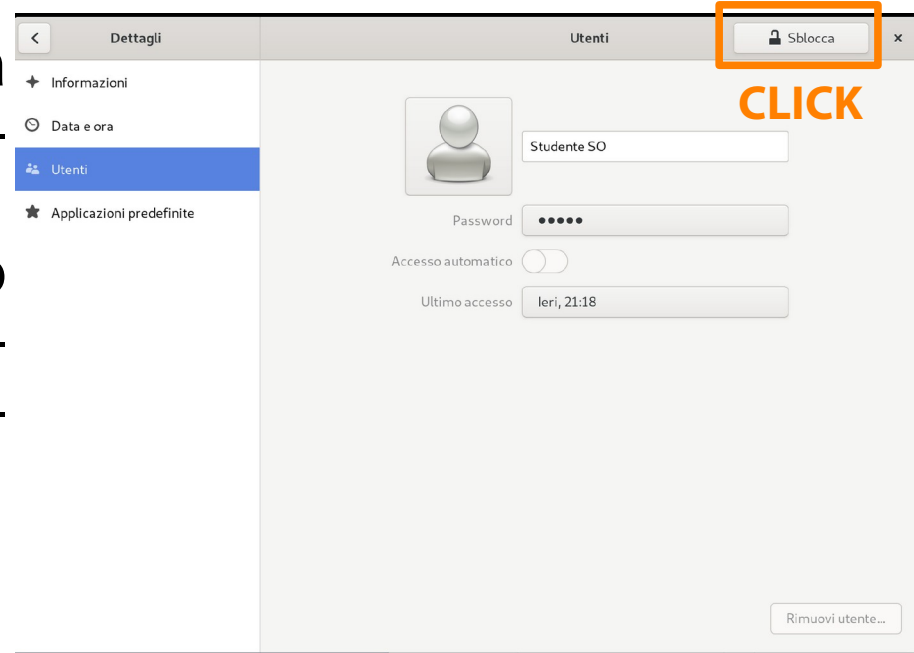 Dettagli
Utenti
Sblocca
CLICK
Informazioni
Data e ora
Utenti
Applicazioni predefinite
Studente SO
Password
Accesso automatico
Ultimo accesso
Ieri, 21:18
Rimuovi utente...